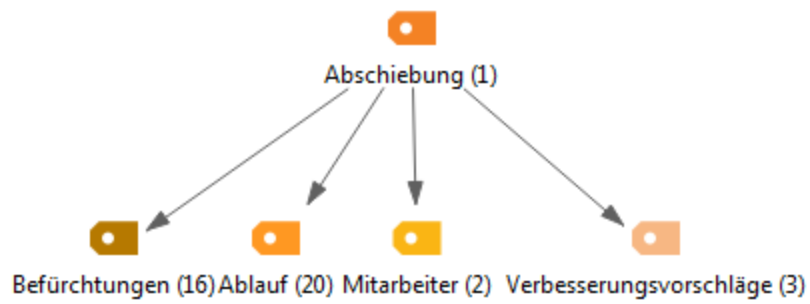 Abschiebung (1)
Befürchtungen (16) Ablauf (20) Mitarbeiter (2) Verbesserungsvorschläge (3)